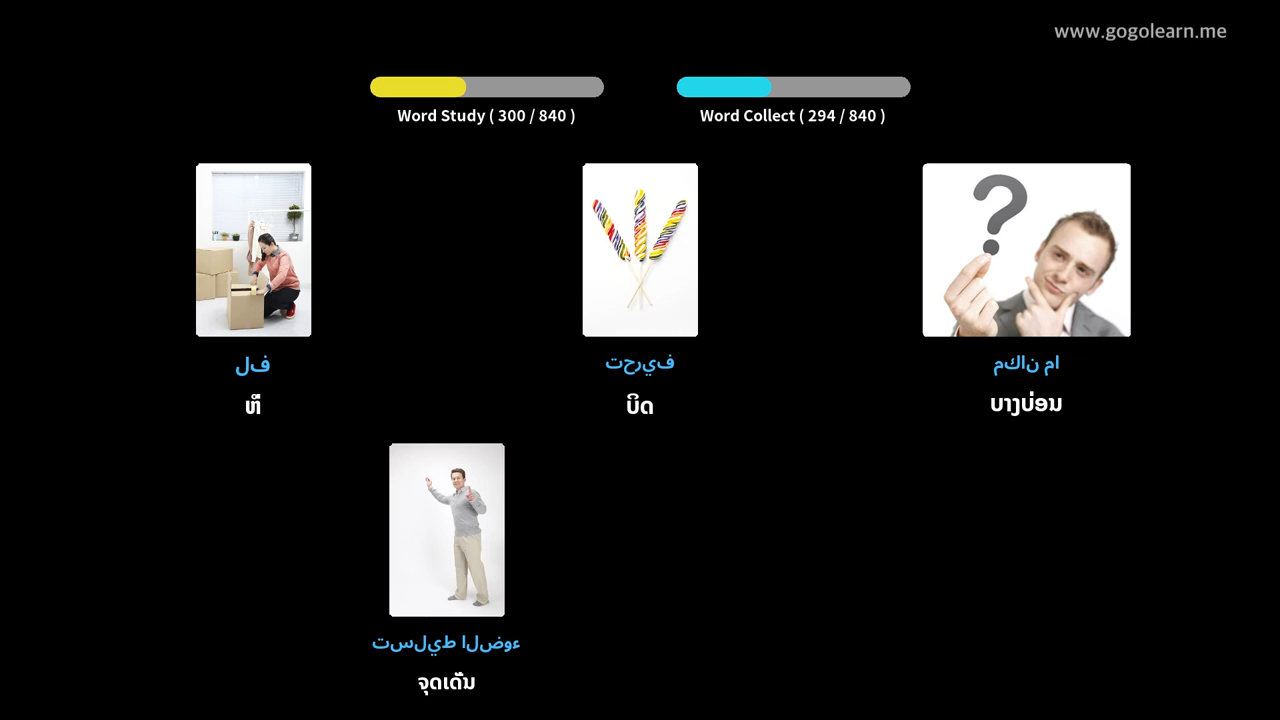 www.gogolearn.me
Word Study ( 300 / 840 )
Word Collect ( 294 / 840 )
لف
تحريف
مكان ما
ຫໍ່
ບິດ
ບາງບ່ອນ
تسليط الضوء
ຈຸດເດັ່ນ